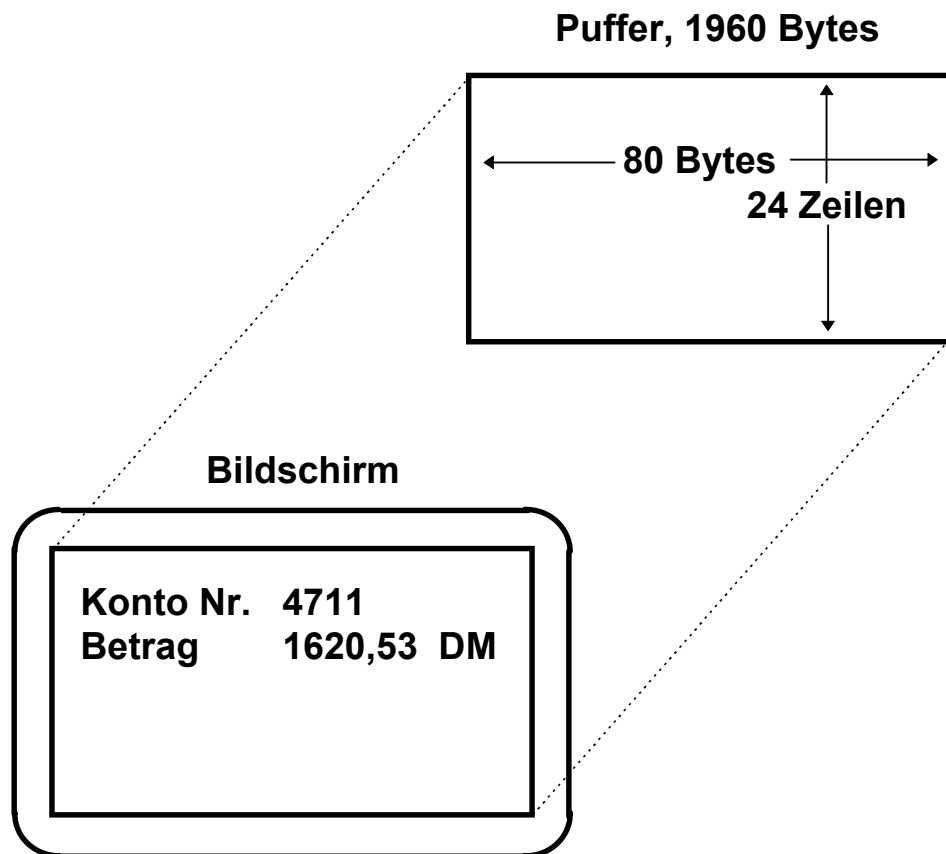 Puffer, 1960 Bytes
80 Bytes
24 Zeilen
Bildschirm
Konto Nr. 4711
Betrag 1620,53 DM